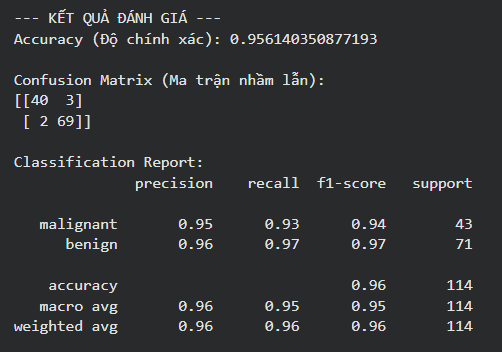 --- KẾT QUẢ ĐÁNH GIÁ ---
Accuracy (Độ chính xác): 0.956140350877193

Confusion Matrix (Ma trận nhầm lẫn):
[[40  3]
 [ 2 69]]

Classification Report:
              precision    recall  f1-score   support

   malignant       0.95      0.93      0.94        43
      benign       0.96      0.97      0.97        71

    accuracy                           0.96       114
   macro avg       0.96      0.95      0.95       114
weighted avg       0.96      0.96      0.96       114